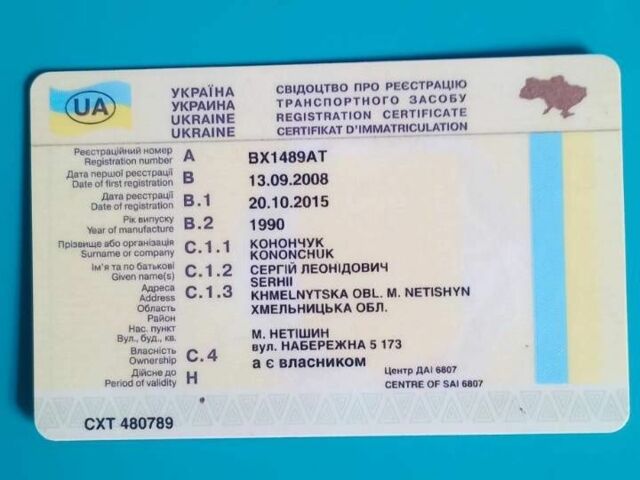 UA
УКРАЇНА СВІДОЦТВО ПРО РЕЄСТРАЦІЮ
УКРАИНА ТРАНСПОРТНОГО ЗАСОБУ
UKRAINE REGISTRATION CERTIFICATE
UKRAINE CERTIFIKAT D'IMMATRICULATION
Реєстраційний номер
Registration number A BX1489AT
Дата першої реєстрації
Date of first registration B 13.09.2008
Дата реєстрації
Date of registration B.1 20.10.2015
Рік випуску
Year of manufacture B.2 1990
Прізвище або організація C.1.1 КОНОНЧУК
Surname or company KONONCHUK
Ім'я та по батькові C.1.2 СЕРГІЙ ЛЕОНІДОВИЧ
Given name(s) SERHII
Адреса C.1.3 KHMELNYTSKA OBL. M. NETISHYN
Address
Область ХМЕЛЬНИЦЬКА ОБЛ.
Район
Нас. пункт М. НЕТІШИН
Вул., буд., кв. вул. НАБЕРЕЖНА 5 173
Власність
Ownership C.4 а є власником
Дійсне до Центр ДАІ 6807
Period of validity H CENTRE OF SAI 6807
CXT 480789